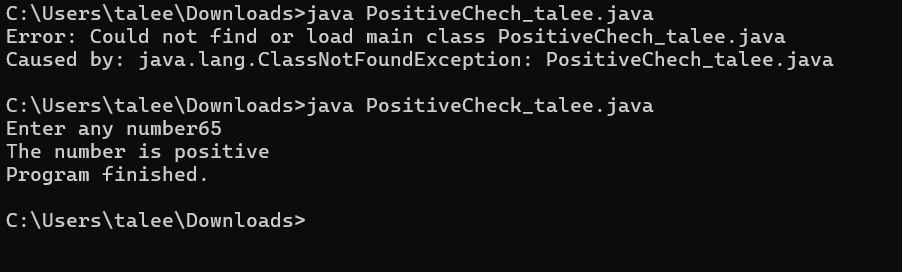 C:\Users\talee\Downloads>java PositiveChech_talee.java
Error: Could not find or load main class PositiveChech_talee.java
Caused by: java.lang.ClassNotFoundException: PositiveChech_talee.java
C:\Users\talee\Downloads>java PositiveCheck_talee.java
Enter any number65
The number is positive
Program finished.
C:\Users\talee\Downloads>